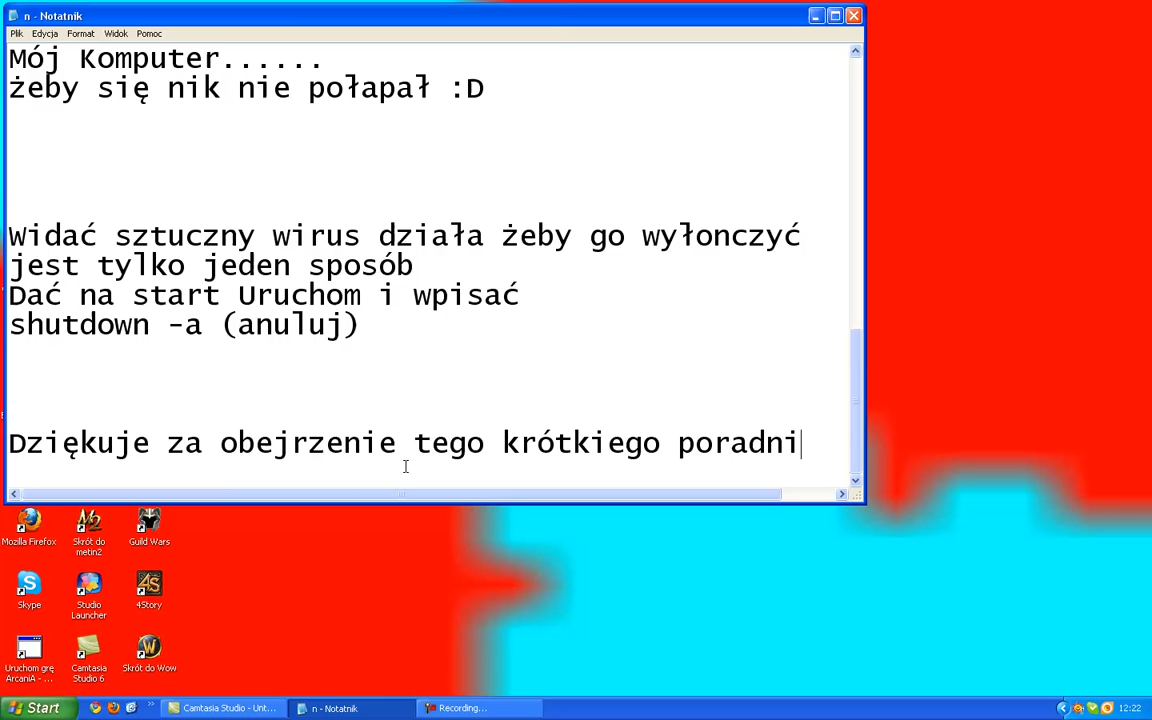 n - Notatnik
Plik Edycja Format Widok Pomoc
Mój Komputer......
żeby się nik nie połapał :D
Widać sztuczny wirus działa żeby go wyłonczyć
jest tylko jeden sposób
Dać na start Uruchom i wpisać
shutdown -a (anuluj)
Dziękuje za obejrzenie tego krótkiego poradni
Mozilla Firefox
Skrót do metin2
Guild Wars
Skype
Studio Launcher
4Story
Uruchom grę ArcaniA - ...
Camtasia Studio 6
Skrót do Wow
Start
Camtasia Studio - Unt...
n - Notatnik
Recording...
12:22